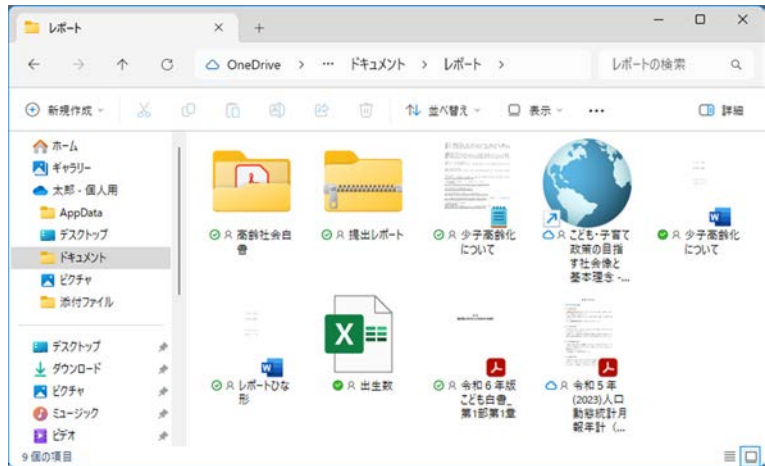 レポート
OneDrive
ドキュメント
レポート
レポートの検索
新規作成
並べ替え
表示
詳細
ホーム
ギャラリー
太郎 - 個人用
AppData
デスクトップ
ドキュメント
ピクチャ
添付ファイル
デスクトップ
ダウンロード
ピクチャ
ミュージック
ビデオ
高齢社会白
書
提出レポート
少子高齢化
について
こども・子育て
政策の目指
す社会像と
基本理念 -...
少子高齢化
について
レポートひな
形
出生数
令和6年版
こども白書_
第1部第1章
令和5年
(2023)人口
動態統計月
報年計 (...
9 個の項目